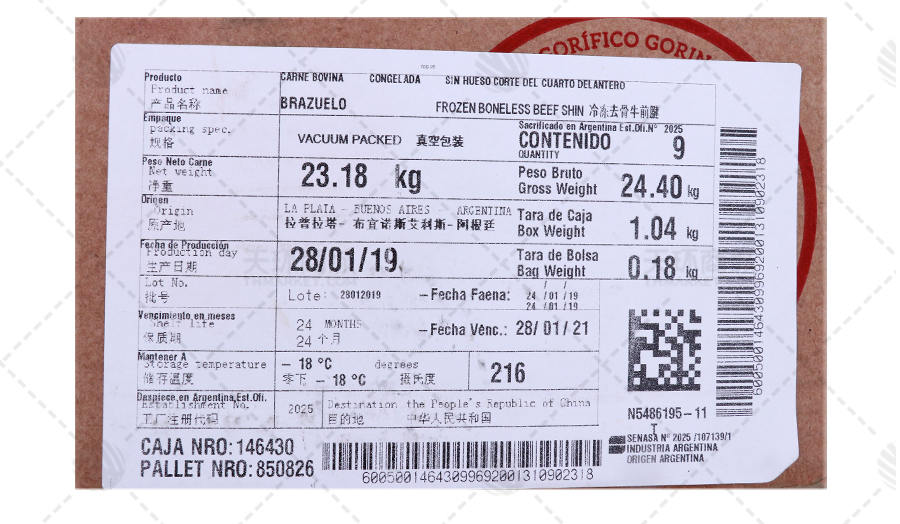 ORÍFICO GORIN
Producto
Product name
产品名称
CARNE BOVINA CONGELADA SIN HUESO CORTE DEL CUARTO DELANTERO
BRAZUELO FROZEN BONELESS BEEF SHIN 冷冻去骨牛前腱
Empaque
packing spec.
规格
VACUUM PACKED 真空包装
Sacrificado en Argentina Est.Ofi.Nº 2025
CONTENIDO
QUANTITY
9
Peso Neto Carne
Net weight
净重
23.18 kg
Peso Bruto
Gross Weight
24.40 kg
Origen
Origin
原产地
LA PLATA - BUENOS AIRES ARGENTINA
拉普拉塔- 布宜诺斯艾利斯- 阿根廷
Tara de Caja
Box Weight
1.04 kg
Fecha de Producción
Production day
生产日期
28/01/19
Tara de Bolsa
Bag Weight
0.18 kg
Lot No.
批号
Lote: 28012019
-Fecha Faena:
/ /
24 /01 /19
24 /01 /19
Vencimiento en meses
Shelf life
保质期
24 MONTHS
24 个月
-Fecha Venc.: 28/ 01 / 21
Mantener A
Storage temperature
储存温度
- 18 ºC degrees
零下 - 18 ºC 摄氏度
216
Despiece en Argentina Est.Ofi.
Establishment No.
工厂注册代码
2025
Destination the People's Republic of China
目的地 中华人民共和国
CAJA NRO: 146430
PALLET NRO: 850826
60050014643099692001310902318
60050014643099692001310902318
N5486195-11
SENASA Nº 2025 /107139/1
INDUSTRIA ARGENTINA
ORIGEN ARGENTINA